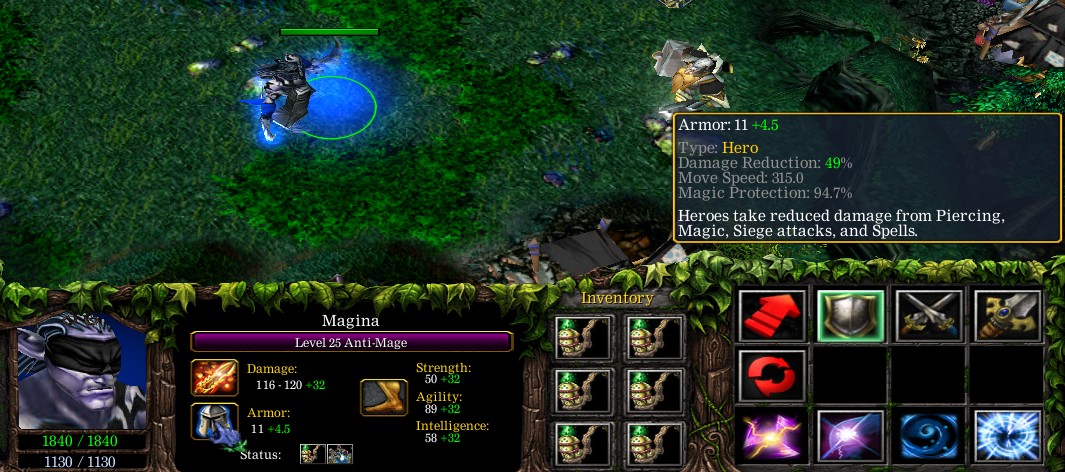 Armor: 11 +4.5
Type: Hero
Damage Reduction: 49%
Move Speed: 315.0
Magic Protection: 94.7%
Heroes take reduced damage from Piercing,
Magic, Siege attacks, and Spells.
Magina
Level 25 Anti-Mage
Damage:
116 - 120 +32
Armor:
11 +4.5
Status:
Strength:
50 +32
Agility:
89 +32
Intelligence:
58 +32
Inventory
1840 / 1840
1130 / 1130